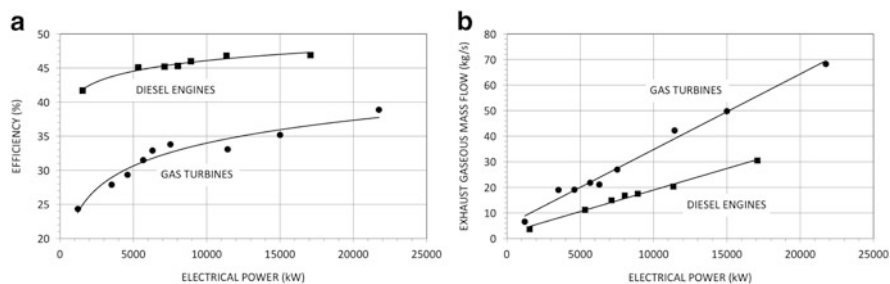 a
50
45
40
35
30
25
20
EFFICIENCY (%)
DIESEL ENGINES
GAS TURBINES
0 5000 10000 15000 20000 25000
ELECTRICAL POWER (kW)
b
80
70
60
50
40
30
20
10
0
EXHAUST GASEOUS MASS FLOW (kg/s)
GAS TURBINES
DIESEL ENGINES
0 5000 10000 15000 20000 25000
ELECTRICAL POWER (kW)